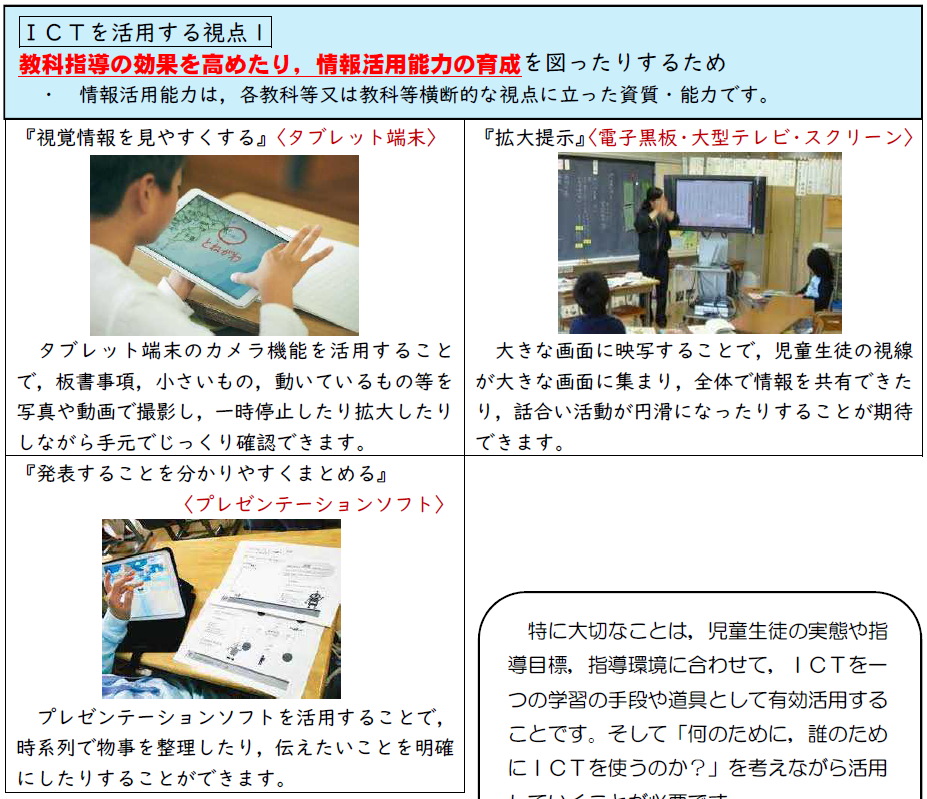 ＩＣＴを活用する視点Ⅰ
教科指導の効果を高めたり，情報活用能力の育成を図ったりするため
・　情報活用能力は，各教科等又は教科等横断的な視点に立った資質・能力です。
『視覚情報を見やすくする』〈タブレット端末〉
タブレット端末のカメラ機能を活用すること
で，板書事項，小さいもの，動いているもの等を
写真や動画で撮影し，一時停止したり拡大したり
しながら手元でじっくり確認できます。
『拡大提示』〈電子黒板・大型テレビ・スクリーン〉
大きな画面に映写することで，児童生徒の視線
が大きな画面に集まり，全体で情報を共有できた
り，話合い活動が円滑になったりすることが期待
できます。
『発表することを分かりやすくまとめる』
〈プレゼンテーションソフト〉
プレゼンテーションソフトを活用することで，
時系列で物事を整理したり，伝えたいことを明確
にしたりすることができます。
特に大切なことは，児童生徒の実態や指
導目標，指導環境に合わせて，ＩＣＴを一
つの学習の手段や道具として有効活用する
ことです。そして「何のために，誰のため
にＩＣＴを使うのか？」を考えながら活用